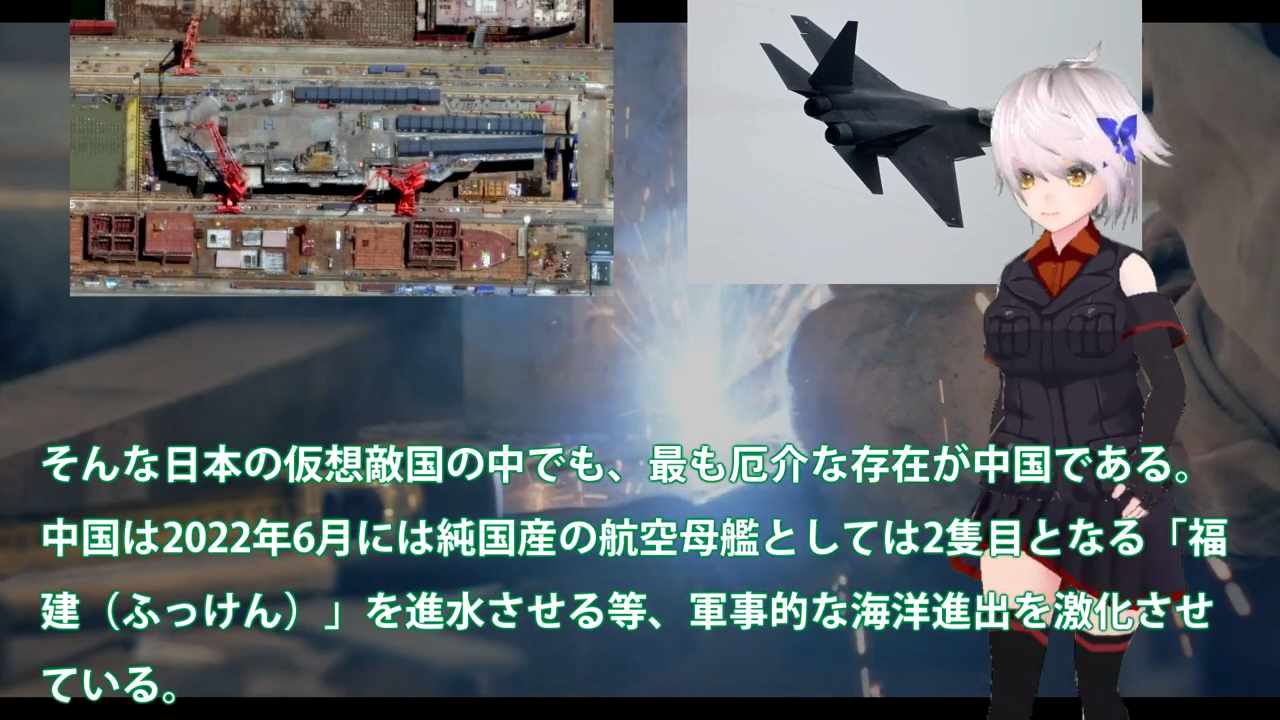 そんな日本の仮想敵国の中でも、最も厄介な存在が中国である。
中国は2022年6月には純国産の航空母艦としては2隻目となる「福
建（ふっけん）」を進水させる等、軍事的な海洋進出を激化させ
ている。